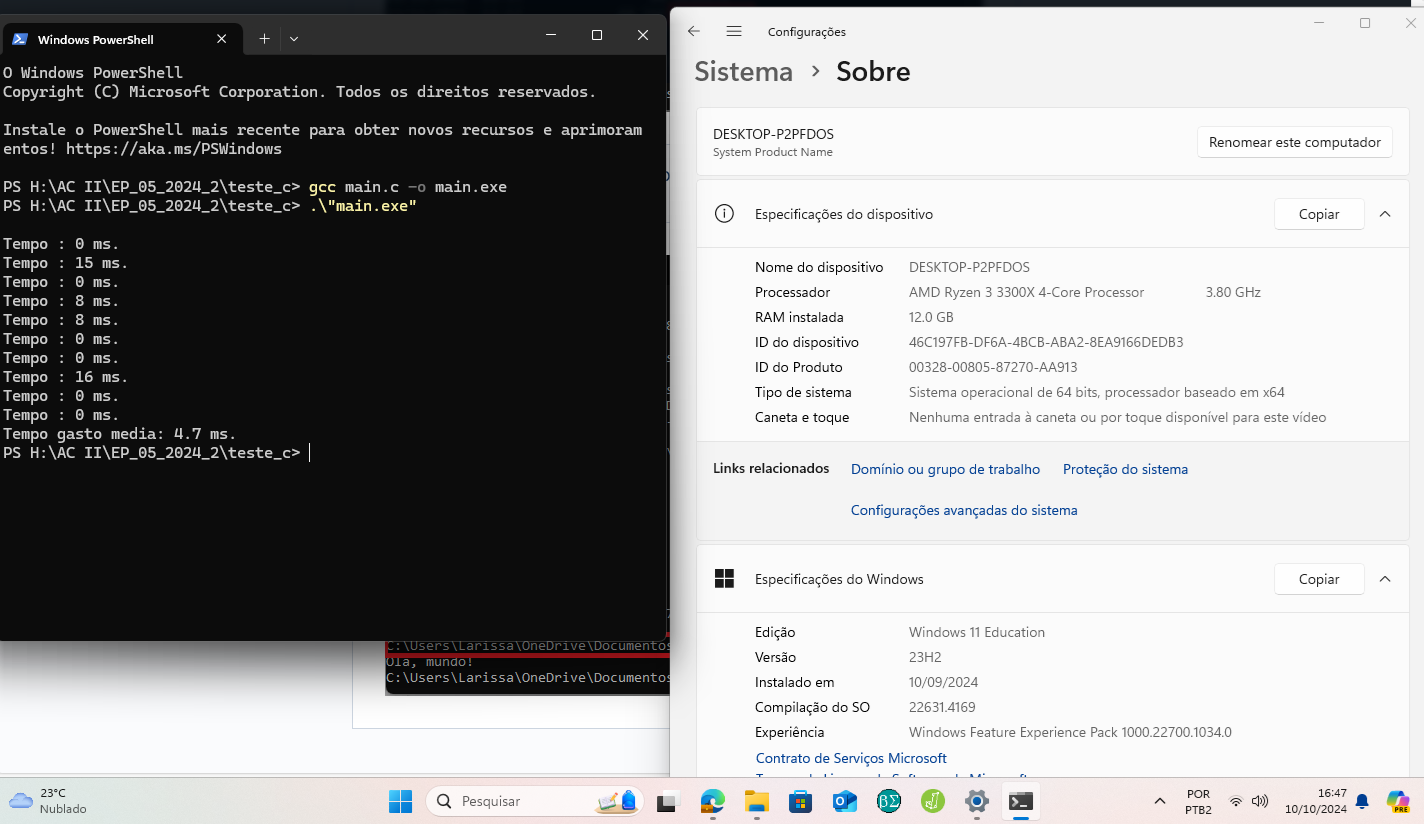 Windows PowerShell
O Windows PowerShell
Copyright (C) Microsoft Corporation. Todos os direitos reservados.
Instale o PowerShell mais recente para obter novos recursos e aprimoram
entos! https://aka.ms/PSWindows
PS H:\AC II\EP_05_2024_2\teste_c> gcc main.c -o main.exe
PS H:\AC II\EP_05_2024_2\teste_c> .\"main.exe"
Tempo : 0 ms.
Tempo : 15 ms.
Tempo : 0 ms.
Tempo : 8 ms.
Tempo : 8 ms.
Tempo : 0 ms.
Tempo : 0 ms.
Tempo : 16 ms.
Tempo : 0 ms.
Tempo : 0 ms.
Tempo gasto media: 4.7 ms.
PS H:\AC II\EP_05_2024_2\teste_c>
C:\Users\Larissa\OneDrive\Documentos
Olá, mundo!
C:\Users\Larissa\OneDrive\Documentos
Configurações
Sistema > Sobre
DESKTOP-P2PFDOS
System Product Name
Renomear este computador
Especificações do dispositivo
Copiar
Nome do dispositivo DESKTOP-P2PFDOS
Processador AMD Ryzen 3 3300X 4-Core Processor 3.80 GHz
RAM instalada 12.0 GB
ID do dispositivo 46C197FB-DF6A-4BCB-ABA2-8EA9166DEDB3
ID do Produto 00328-00805-87270-AA913
Tipo de sistema Sistema operacional de 64 bits, processador baseado em x64
Caneta e toque Nenhuma entrada à caneta ou por toque disponível para este vídeo
Links relacionados Domínio ou grupo de trabalho Proteção do sistema
Configurações avançadas do sistema
Especificações do Windows
Copiar
Edição Windows 11 Education
Versão 23H2
Instalado em 10/09/2024
Compilação do SO 22631.4169
Experiência Windows Feature Experience Pack 1000.22700.1034.0
Contrato de Serviços Microsoft
23°C
Nublado
Pesquisar
βΣ
POR
PTB2
16:47
10/10/2024
PRE